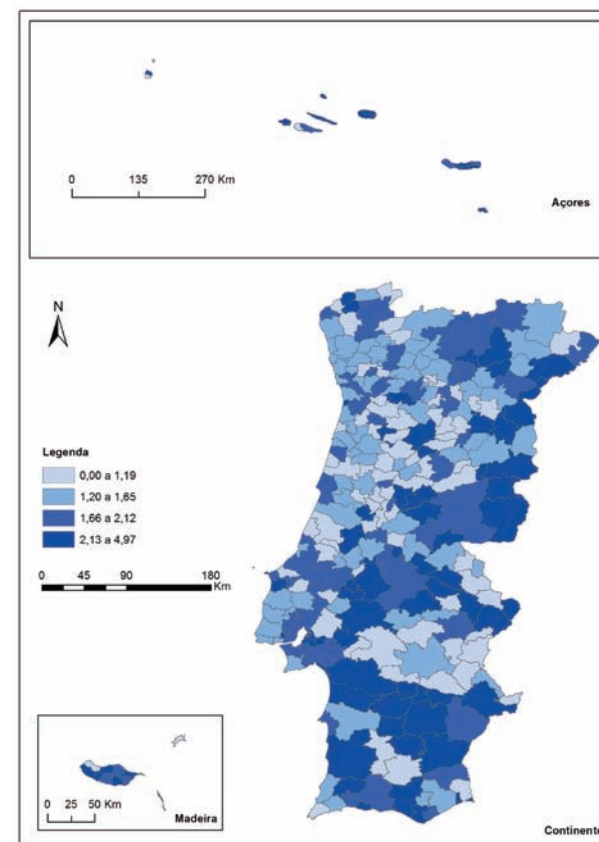 0 135 270 Km
Açores
N
Legenda
0,00 a 1,19
1,20 a 1,65
1,66 a 2,12
2,13 a 4,97
0 45 90 180
Km
0 25 50 Km
Madeira
Continente